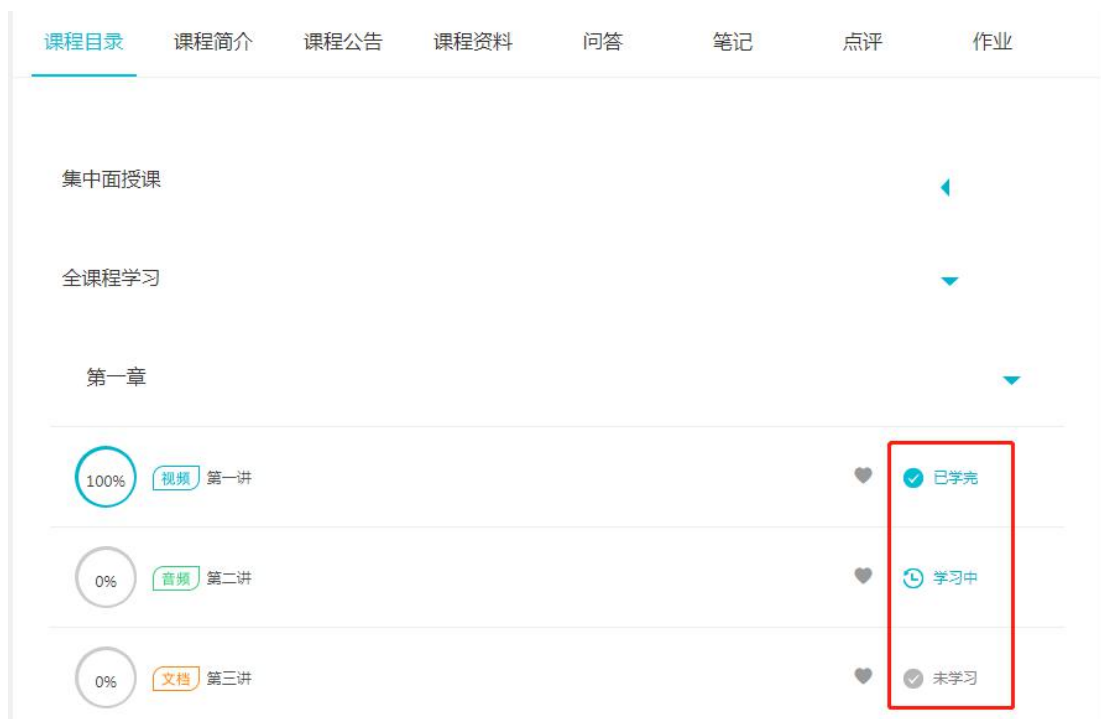 课程目录 课程简介 课程公告 课程资料 问答 笔记 点评 作业
集中面授课
全课程学习
第一章
100% 视频 第一讲 已学完
0% 音频 第二讲 学习中
0% 文档 第三讲 未学习